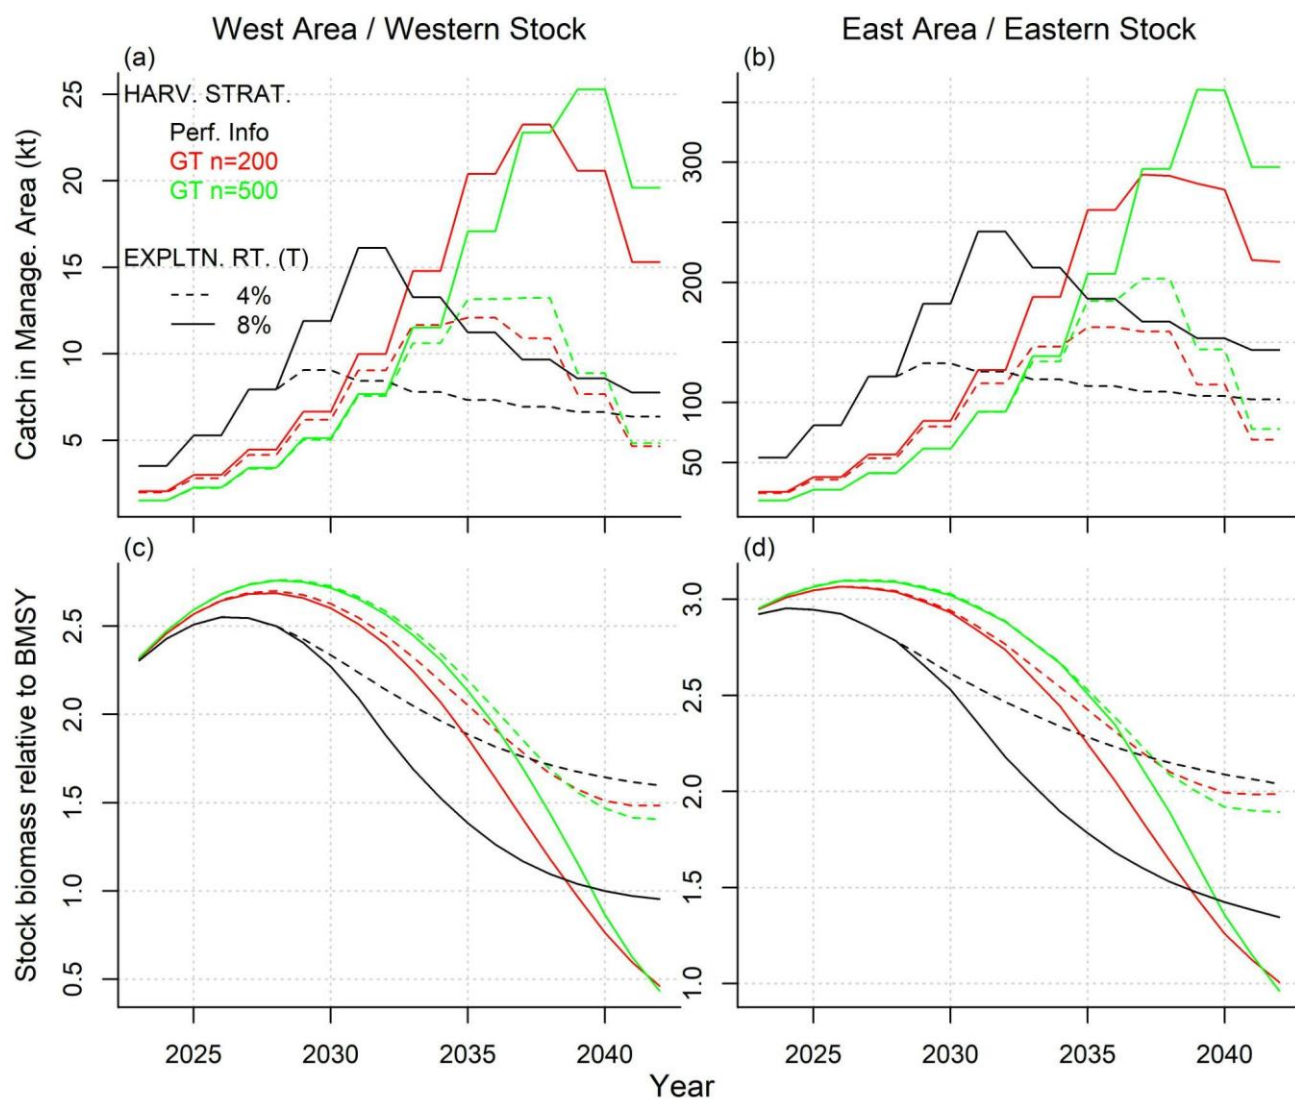 West Area / Western Stock
East Area / Eastern Stock
(a)
(b)
HARV. STRAT.
Perf. Info
GT n=200
GT n=500
EXPLTN. RT. (T)
4%
8%
Catch in Manage. Area (kt)
5 10 15 20 25
50 100 200 300
(c)
(d)
Stock biomass relative to BMSY
0.5 1.0 1.5 2.0 2.5
1.0 1.5 2.0 2.5 3.0
2025 2030 2035 2040
2025 2030 2035 2040
Year